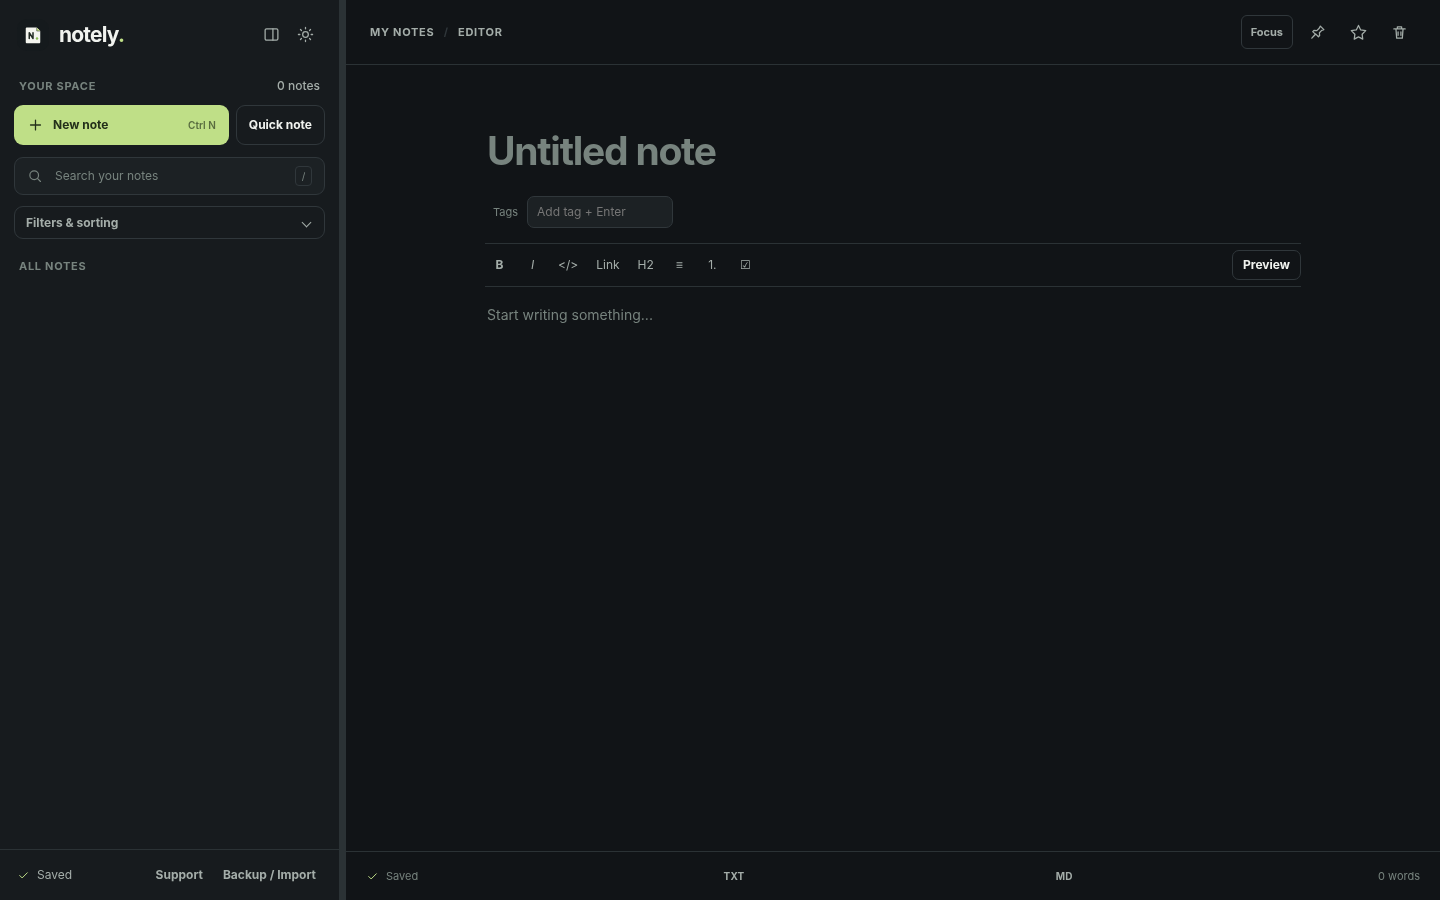 notely.
YOUR SPACE
0 notes
New note
Ctrl N
Quick note
Search your notes
/
Filters & sorting
ALL NOTES
Saved
Support
Backup / Import
MY NOTES / EDITOR
Focus
Untitled note
Tags
Add tag + Enter
B
I
</>
Link
H2
≡
1.
☑
Preview
Start writing something...
Saved
TXT
MD
0 words